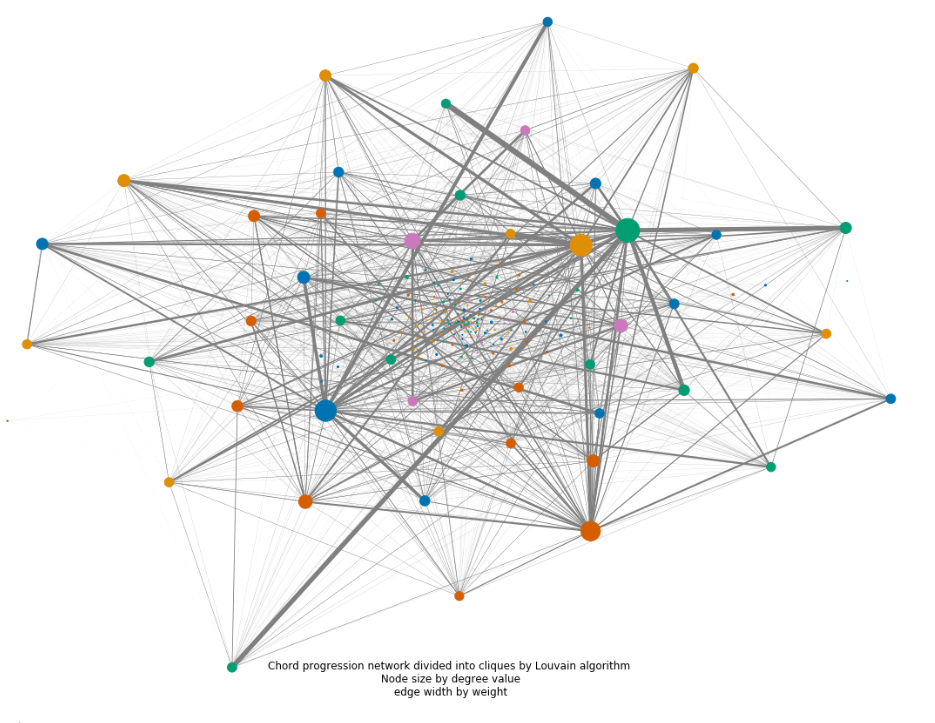 Chord progression network divided into cliques by Louvain algorithm
Node size by degree value
edge width by weight